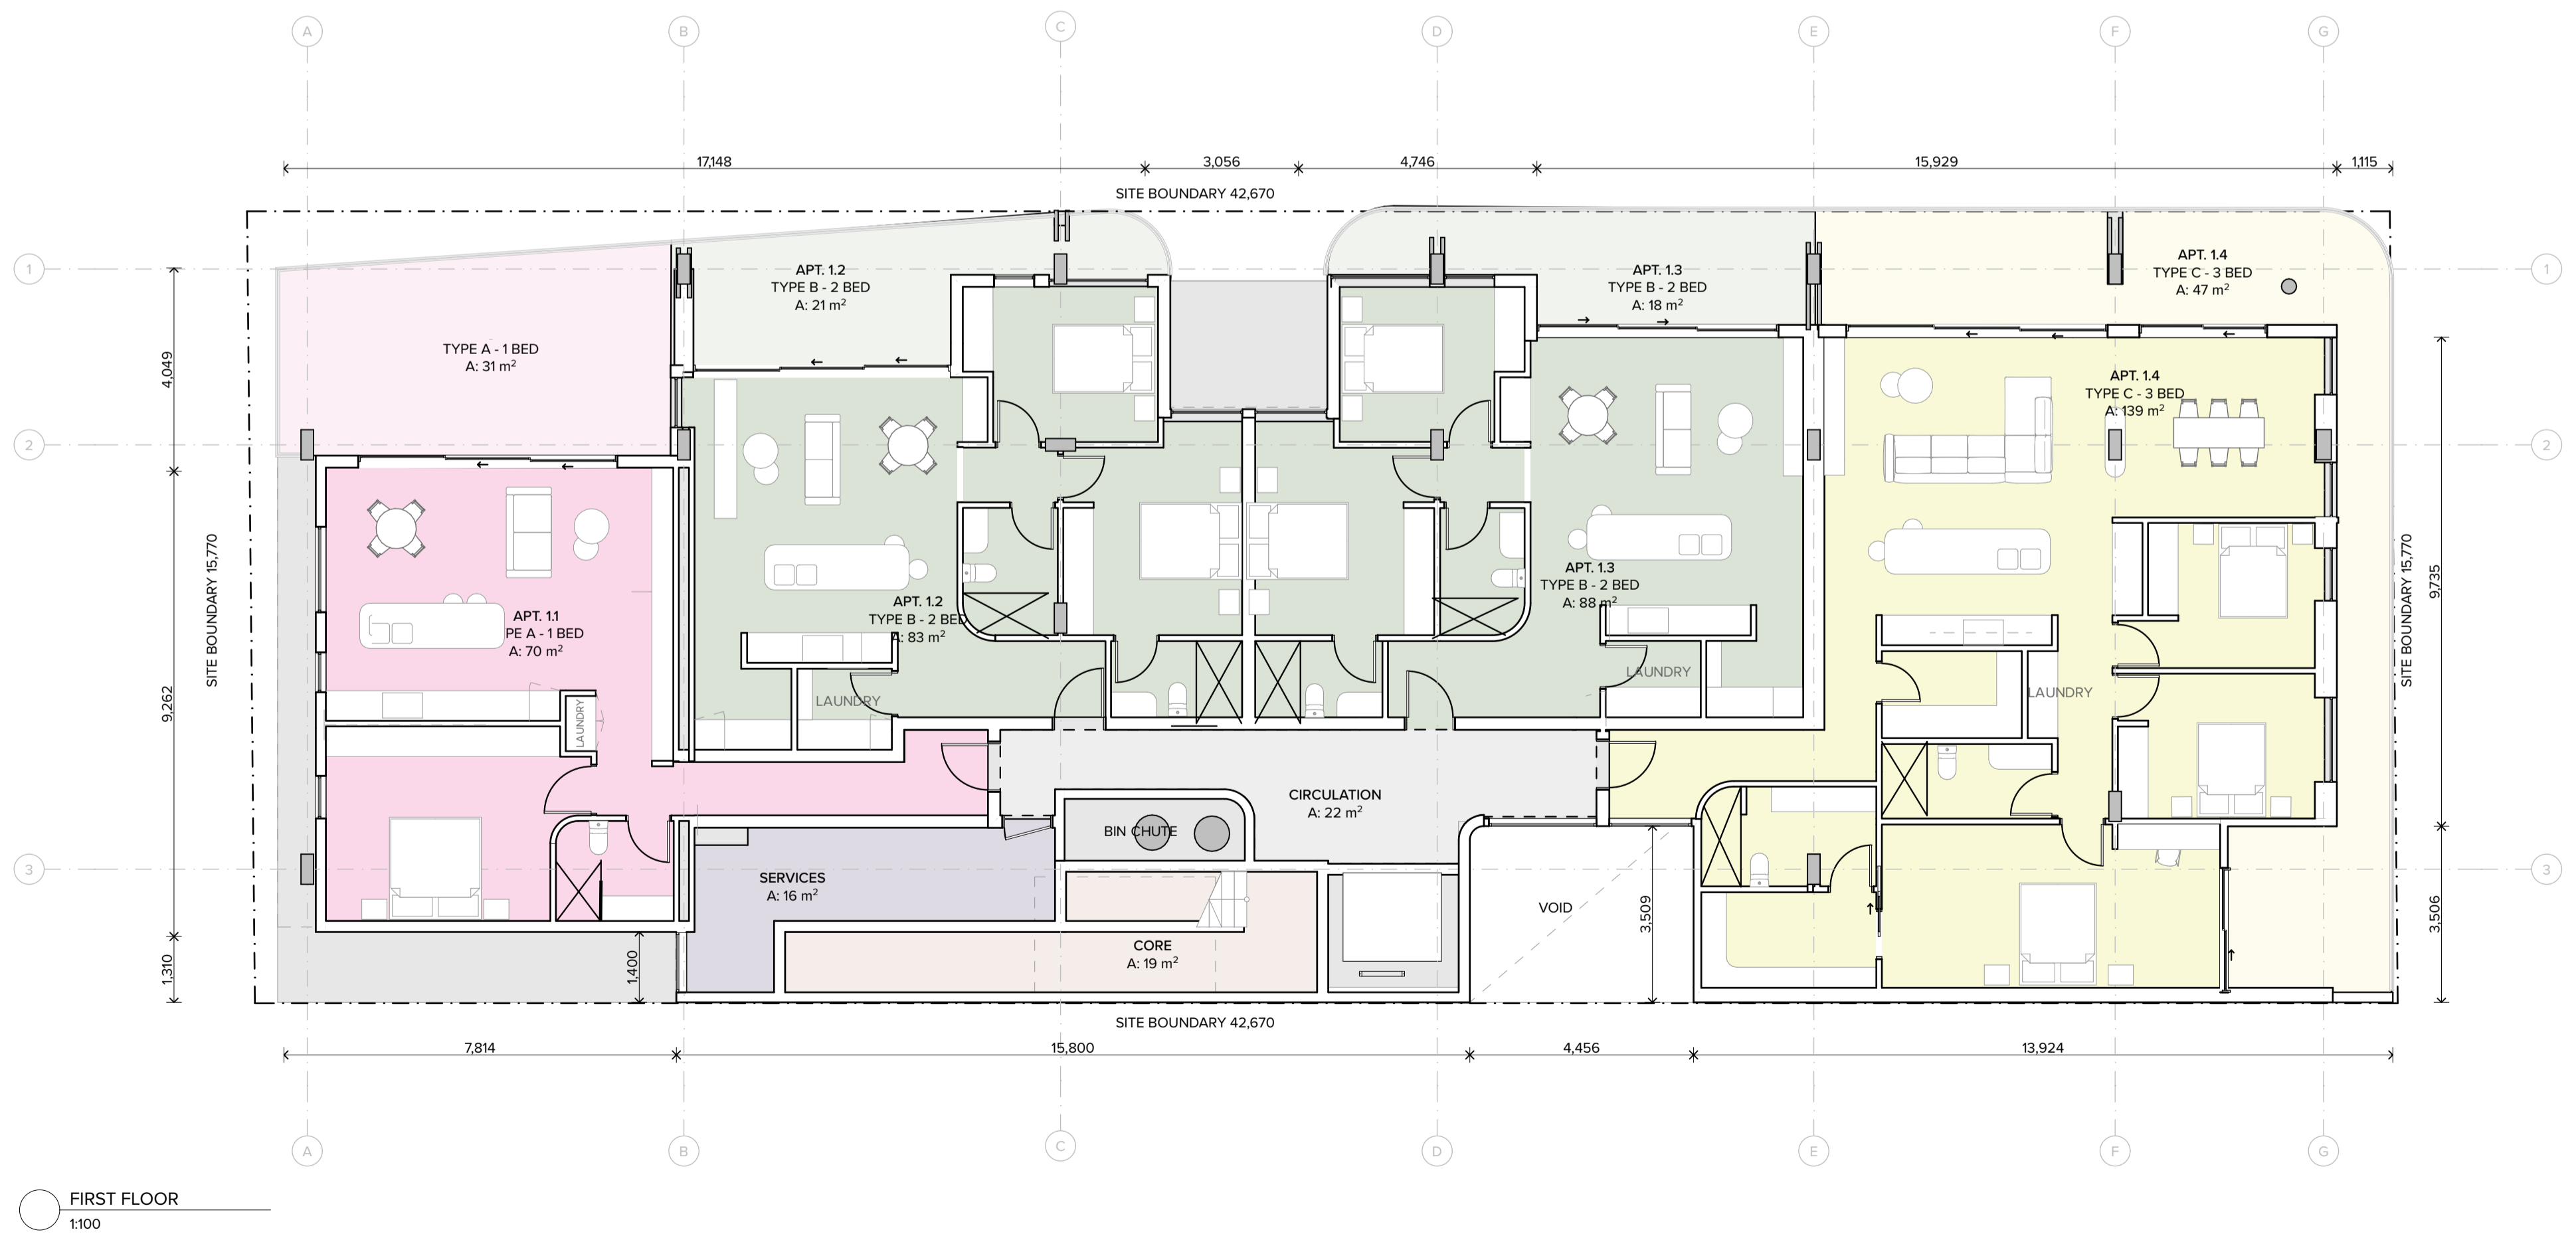 A
B
C
D
E
F
G
17,148
3,056
4,746
15,929
1,115
SITE BOUNDARY 42,670
1
1
APT. 1.2
TYPE B - 2 BED
A: 21 m²
APT. 1.3
TYPE B - 2 BED
A: 18 m²
APT. 1.4
TYPE C - 3 BED
A: 47 m²
TYPE A - 1 BED
A: 31 m²
4,049
APT. 1.4
TYPE C - 3 BED
A: 139 m²
2
2
SITE BOUNDARY 15,770
SITE BOUNDARY 15,770
9,735
APT. 1.1
PE A - 1 BED
A: 70 m²
APT. 1.2
TYPE B - 2 BED
A: 83 m²
APT. 1.3
TYPE B - 2 BED
A: 88 m²
9,262
LAUNDRY
LAUNDRY
LAUNDRY
LAUNDRY
CIRCULATION
A: 22 m²
BIN CHUTE
3
3
SERVICES
A: 16 m²
VOID
3,509
3,506
CORE
A: 19 m²
1,310
1,400
SITE BOUNDARY 42,670
7,814
15,800
4,456
13,924
A
B
C
D
E
F
G
FIRST FLOOR
1:100